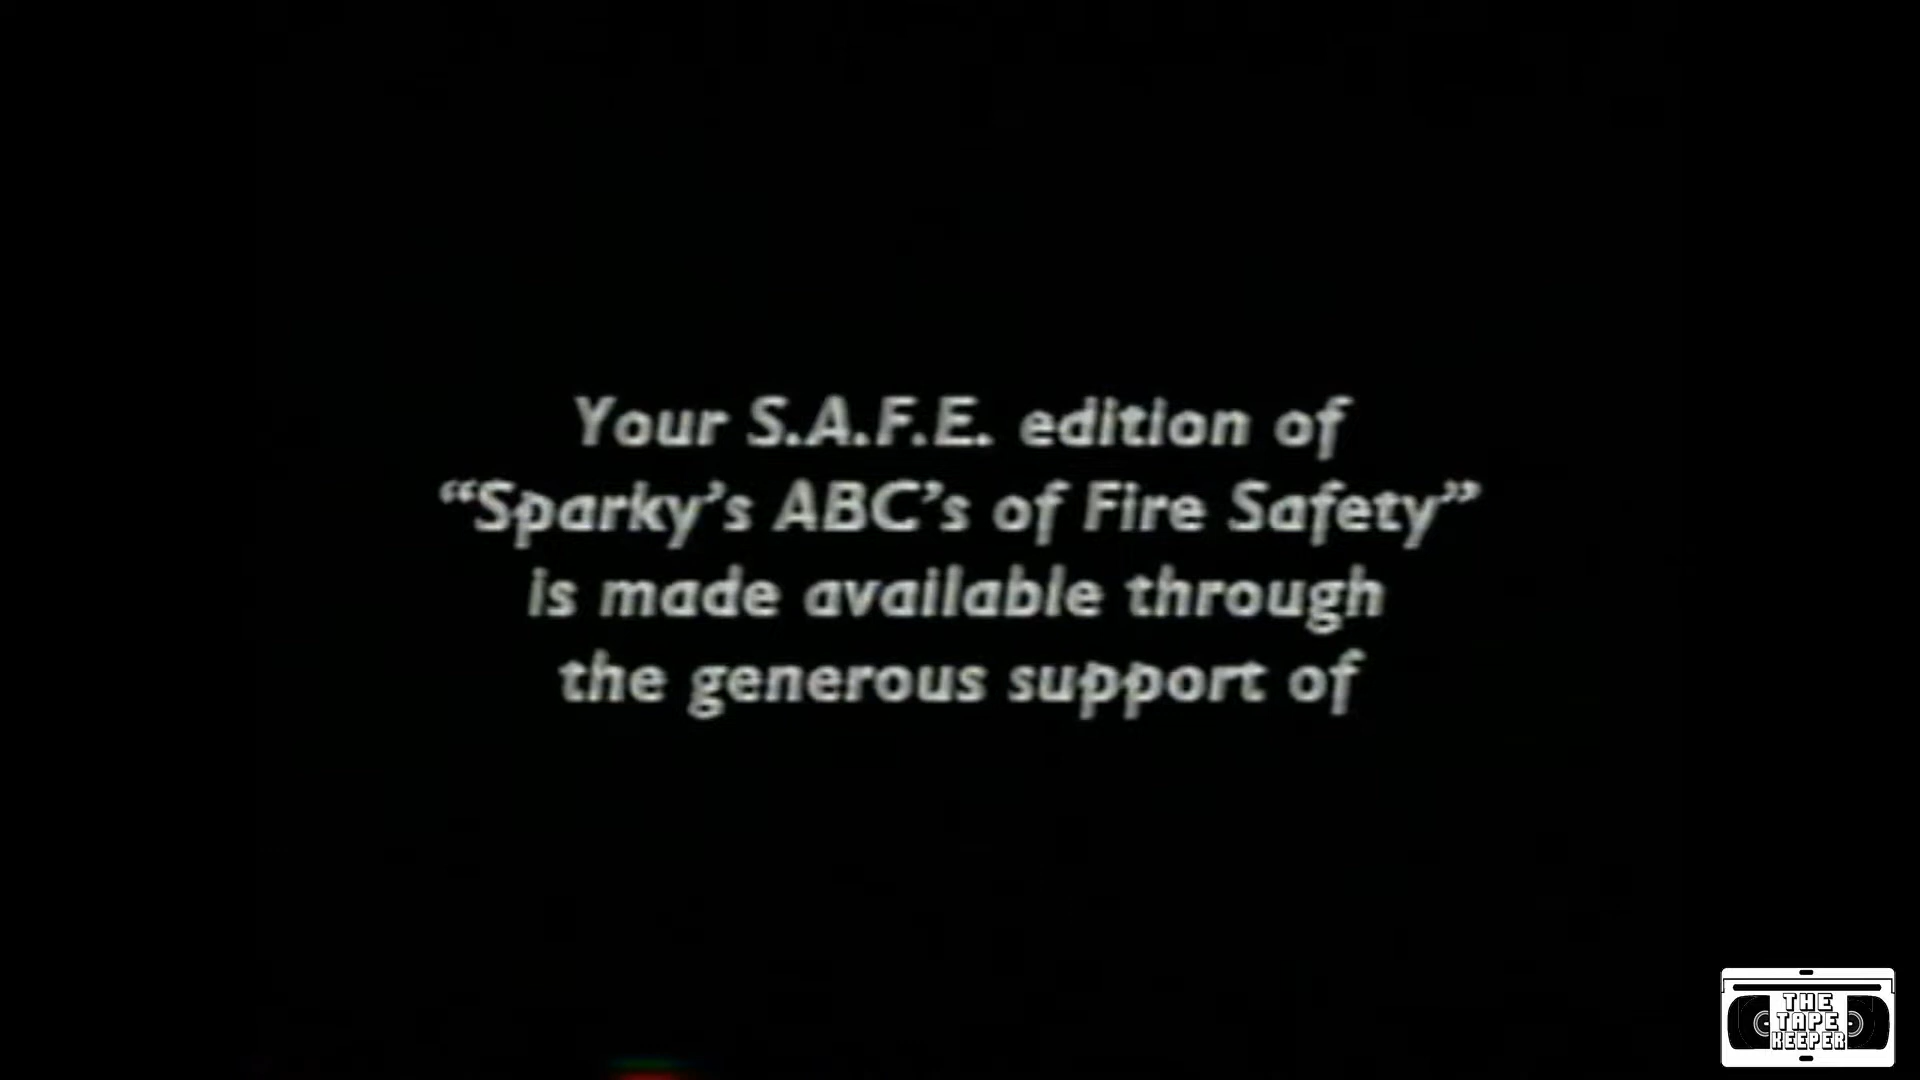 Your S.A.F.E. edition of
“Sparky’s ABC’s of Fire Safety”
is made available through
the generous support of
THE
TAPE
KEEPER